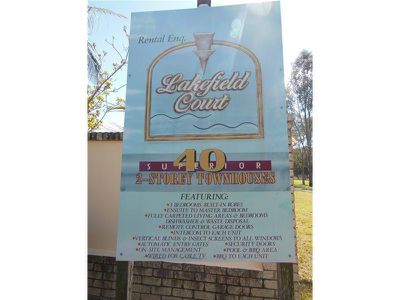 Rental Enq.
Lakefield
Court
40
SUPERIOR
2-STOREY TOWNHOUSES
FEATURING:
•3 BEDROOMS BUILT-IN ROBES
•ENSUITE TO MASTER BEDROOM
•FULLY CARPETED LIVING AREAS & BEDROOMS
DISHWASHER & WASTE DISPOSAL
•REMOTE CONTROL GARAGE DOORS
•INTERCOM TO EACH UNIT
•VERTICAL BLINDS & INSECT SCREENS TO ALL WINDOWS
•AUTOMATIC ENTRY GATES •SECURITY DOORS
•ON-SITE MANAGEMENT •POOL & BBQ AREA
•WIRED FOR CABLE T.V. •BBQ TO EACH UNIT